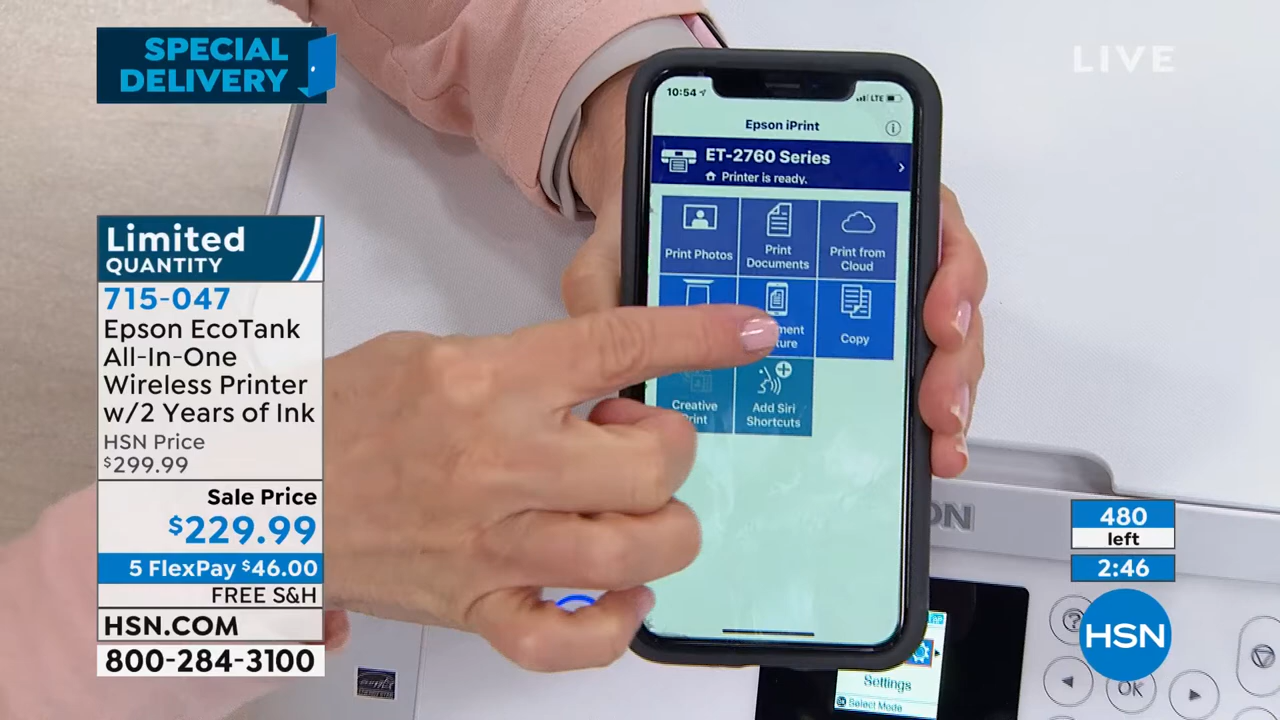 SPECIAL
DELIVERY
LIVE
Limited
QUANTITY
715-047
Epson EcoTank
All-In-One
Wireless Printer
w/2 Years of Ink
HSN Price
$299.99
Sale Price
$229.99
5 FlexPay $46.00
FREE S&H
HSN.COM
800-284-3100
10:54
LTE
Epson iPrint
ET-2760 Series
Printer is ready.
Print Photos
Print
Documents
Print from
Cloud
Copy
Creative
Add Siri
Shortcuts
480
left
2:46
HSN
Settings
OK Select Mode
OK
?